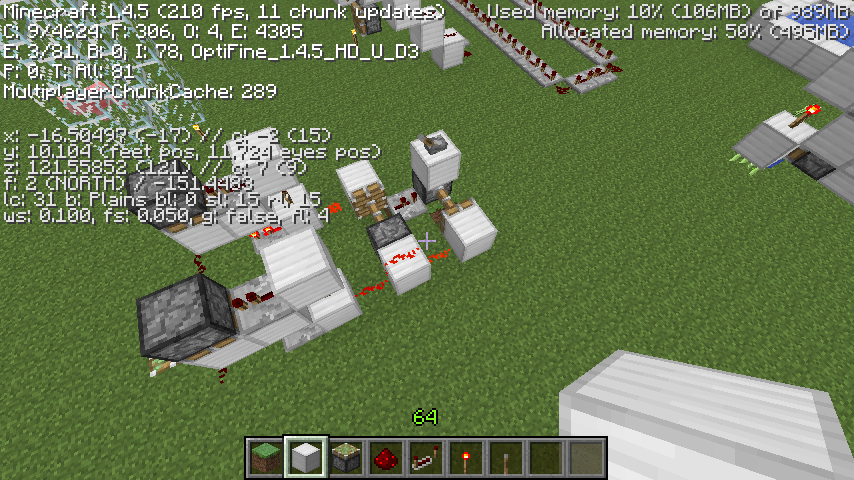 Minecraft 1.4.5 (210 fps, 11 chunk updates)
Used memory: 10% (106MB) of 989MB
C: 9/4624, F: 306, O: 4, E: 4305
Allocated memory: 50% (495MB)
E: 3/81, B: 0, I: 78, OptiFine_1.4.5_HD_U_D3
P: 0, T: All: 81
MultiplayerChunkCache: 289
x: -16.50497 (-17) // c: -2 (15)
y: 10.104 (feet pos, 11.724 eyes pos)
z: 121.55852 (121) // c: 7 (9)
f: 2 (NORTH) /
lc: 31 b: Plains bl: 0 sl: 15 rl: 15
ws: 0.100, fs: 0.050, g: false, fl: 4
64